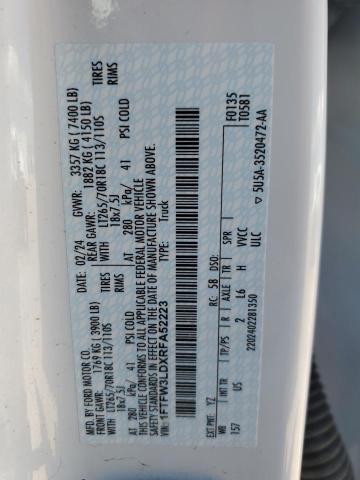 MFD. BY FORD MOTOR CO.
DATE: 02/24 GVWR: 3357 KG ( 7400 LB)
FRONT GAWR: 1769 KG ( 3900 LB) REAR GAWR: 1882 KG ( 4150 LB)
LT265/70R18C 113/110S TIRES LT265/70R18C 113/110S TIRES
18x7.5J RIMS 18x7.5J RIMS
AT 280 kPa/ 41 PSI COLD AT 280 kPa/ 41 PSI COLD
THIS VEHICLE CONFORMS TO ALL APPLICABLE FEDERAL MOTOR VEHICLE
SAFETY STANDARDS IN EFFECT ON THE DATE OF MANUFACTURE SHOWN ABOVE.
VIN: 1FTFW3LDXRFA52223
TYPE: Truck
F0135
T0581
EXT PNT: YZ RC: 58 DSO:
WB TP/PS R AXLE TR SPR
157 2 L6 H VVCC
US ULC
2202402281350
▽ 5U5A-3520472-AA